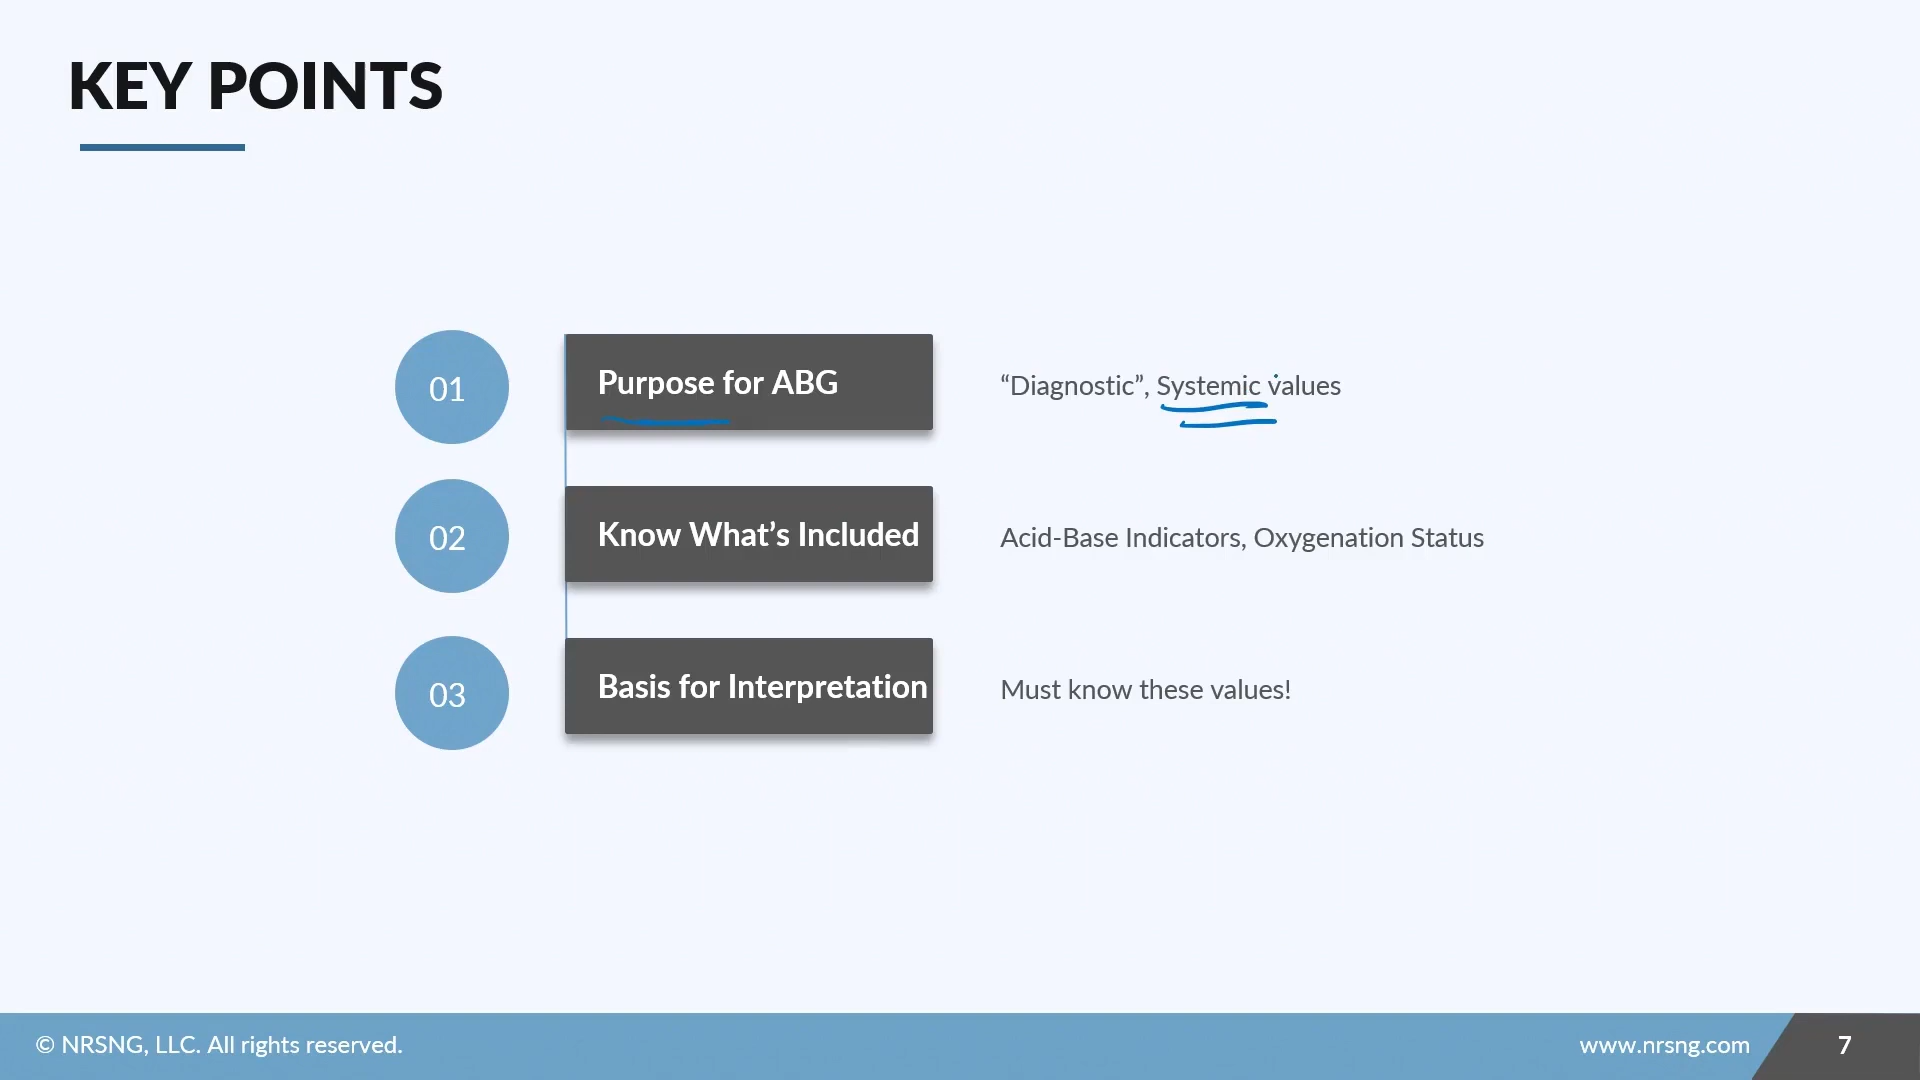 KEY POINTS
01
Purpose for ABG
“Diagnostic”, Systemic values
02
Know What’s Included
Acid-Base Indicators, Oxygenation Status
03
Basis for Interpretation
Must know these values!
© NRSNG, LLC. All rights reserved.
www.nrsng.com
7